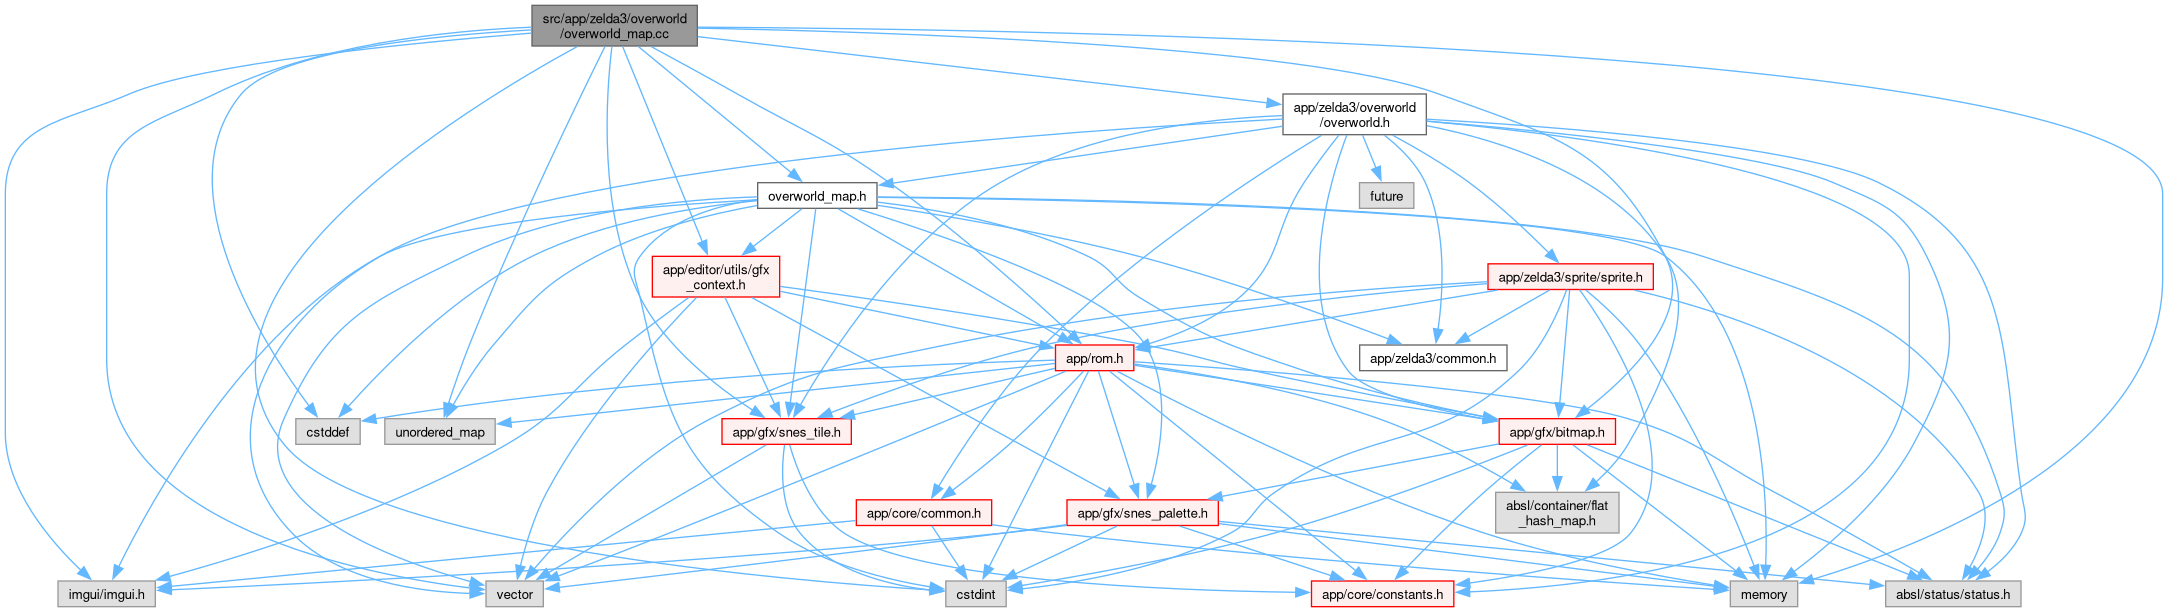 src/app/zelda3/overworld
/overworld_map.cc
app/zelda3/overworld
/overworld.h
overworld_map.h
future
app/editor/utils/gfx
_context.h
app/zelda3/sprite/sprite.h
app/rom.h
app/zelda3/common.h
cstddef
unordered_map
app/gfx/snes_tile.h
app/gfx/bitmap.h
app/core/common.h
app/gfx/snes_palette.h
absl/container/flat
_hash_map.h
imgui/imgui.h
vector
cstdint
app/core/constants.h
memory
absl/status/status.h